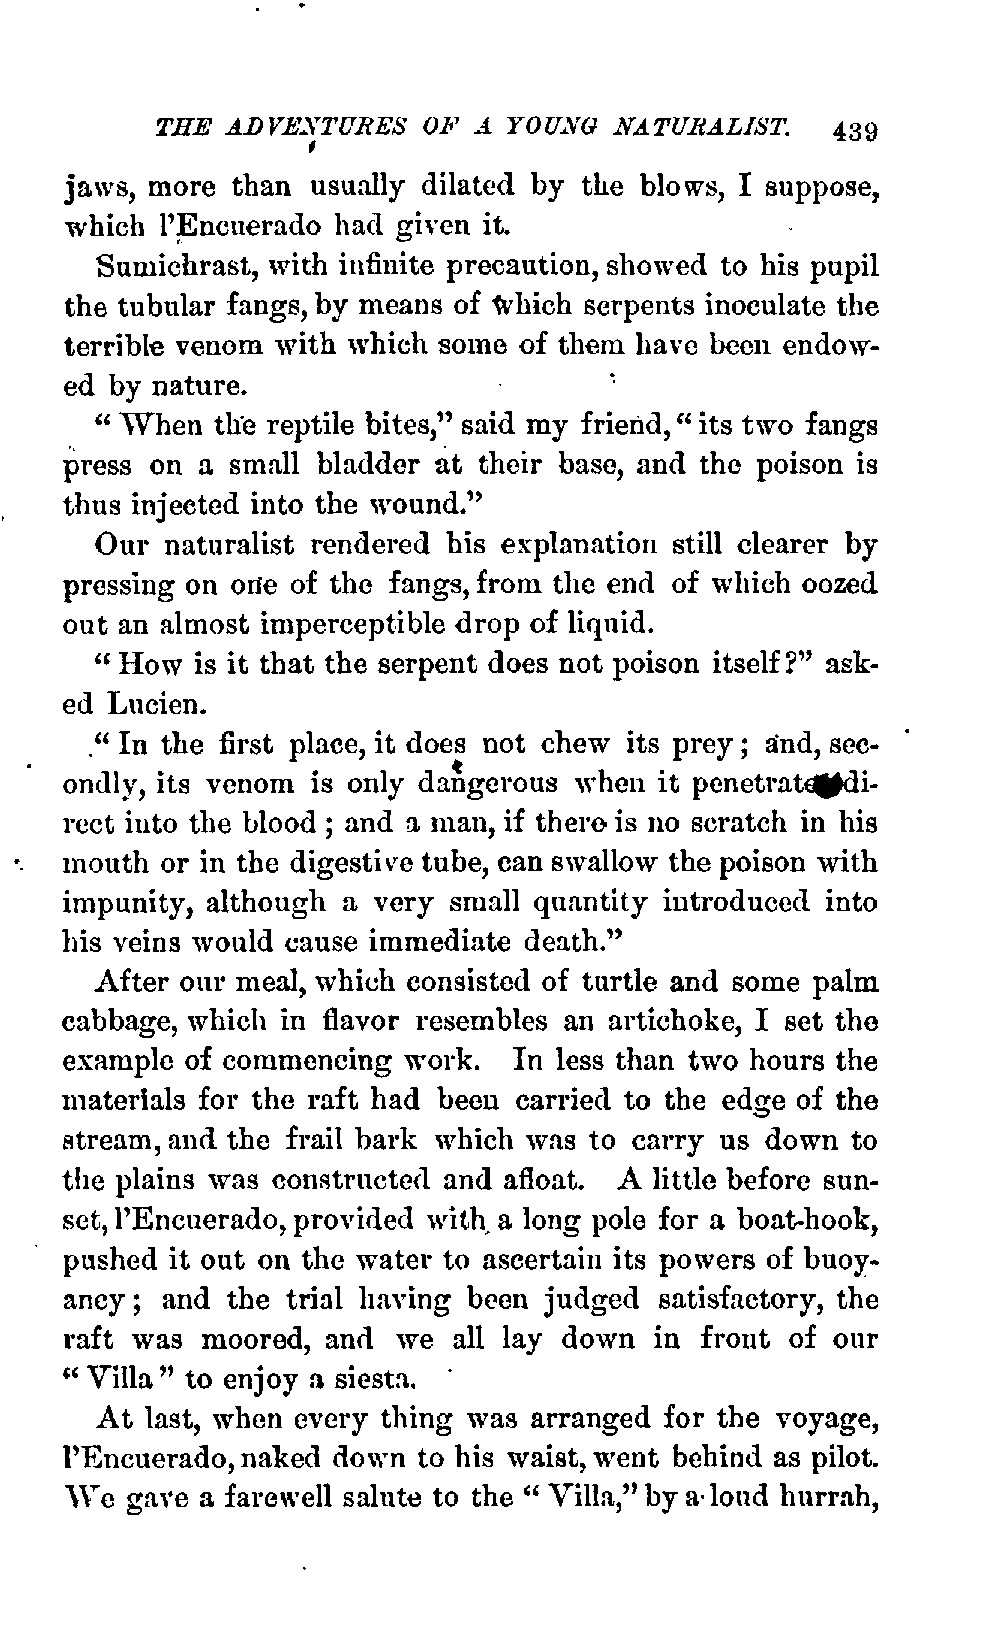 THE ADVENTURES OF A YOUNG NATURALIST. 439
jaws, more than usually dilated by the blows, I suppose,
which l'Encuerado had given it.
Sumichrast, with infinite precaution, showed to his pupil
the tubular fangs, by means of which serpents inoculate the
terrible venom with which some of them have been endow-
ed by nature.
"When the reptile bites," said my friend, "its two fangs
press on a small bladder at their base, and the poison is
thus injected into the wound."
Our naturalist rendered his explanation still clearer by
pressing on one of the fangs, from the end of which oozed
out an almost imperceptible drop of liquid.
"How is it that the serpent does not poison itself?" ask-
ed Lucien.
"In the first place, it does not chew its prey; and, sec-
ondly, its venom is only dangerous when it penetrates di-
rect into the blood; and a man, if there is no scratch in his
mouth or in the digestive tube, can swallow the poison with
impunity, although a very small quantity introduced into
his veins would cause immediate death."
After our meal, which consisted of turtle and some palm
cabbage, which in flavor resembles an artichoke, I set the
example of commencing work. In less than two hours the
materials for the raft had been carried to the edge of the
stream, and the frail bark which was to carry us down to
the plains was constructed and afloat. A little before sun-
set, l'Encuerado, provided with a long pole for a boat-hook,
pushed it out on the water to ascertain its powers of buoy-
ancy; and the trial having been judged satisfactory, the
raft was moored, and we all lay down in front of our
"Villa" to enjoy a siesta.
At last, when every thing was arranged for the voyage,
l'Encuerado, naked down to his waist, went behind as pilot.
We gave a farewell salute to the "Villa," by a loud hurrah,